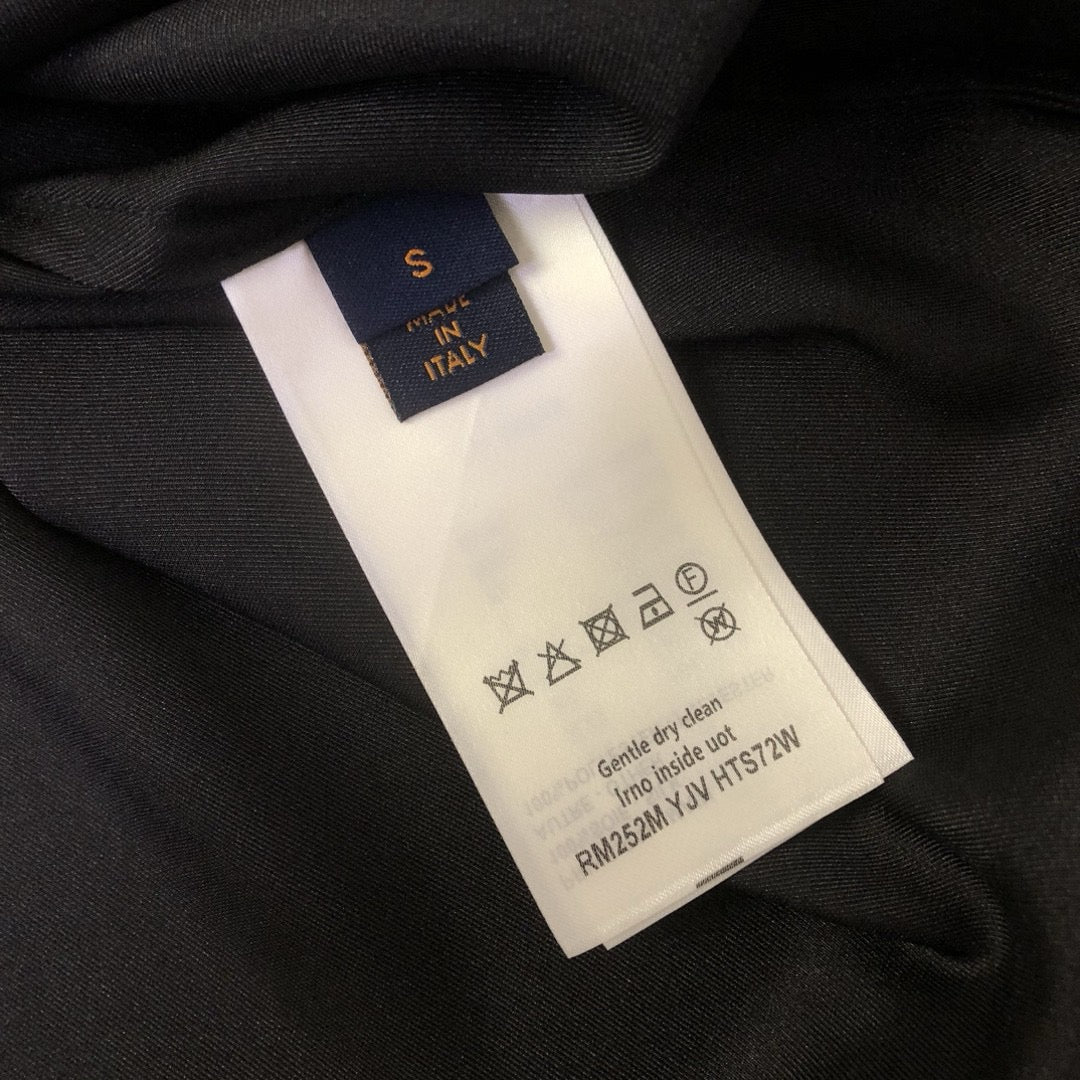 S
MADE
IN
ITALY
F
W
Gentle dry clean
Irno inside uot
RM252M YJV HTS72W